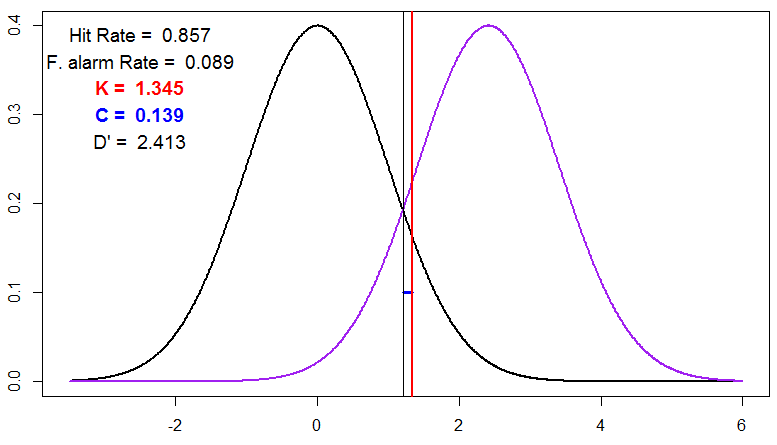 Hit Rate = 0.857
F. alarm Rate = 0.089
K = 1.345
C = 0.139
D' = 2.413
0.4
0.3
0.2
0.1
0.0
-2 0 2 4 6